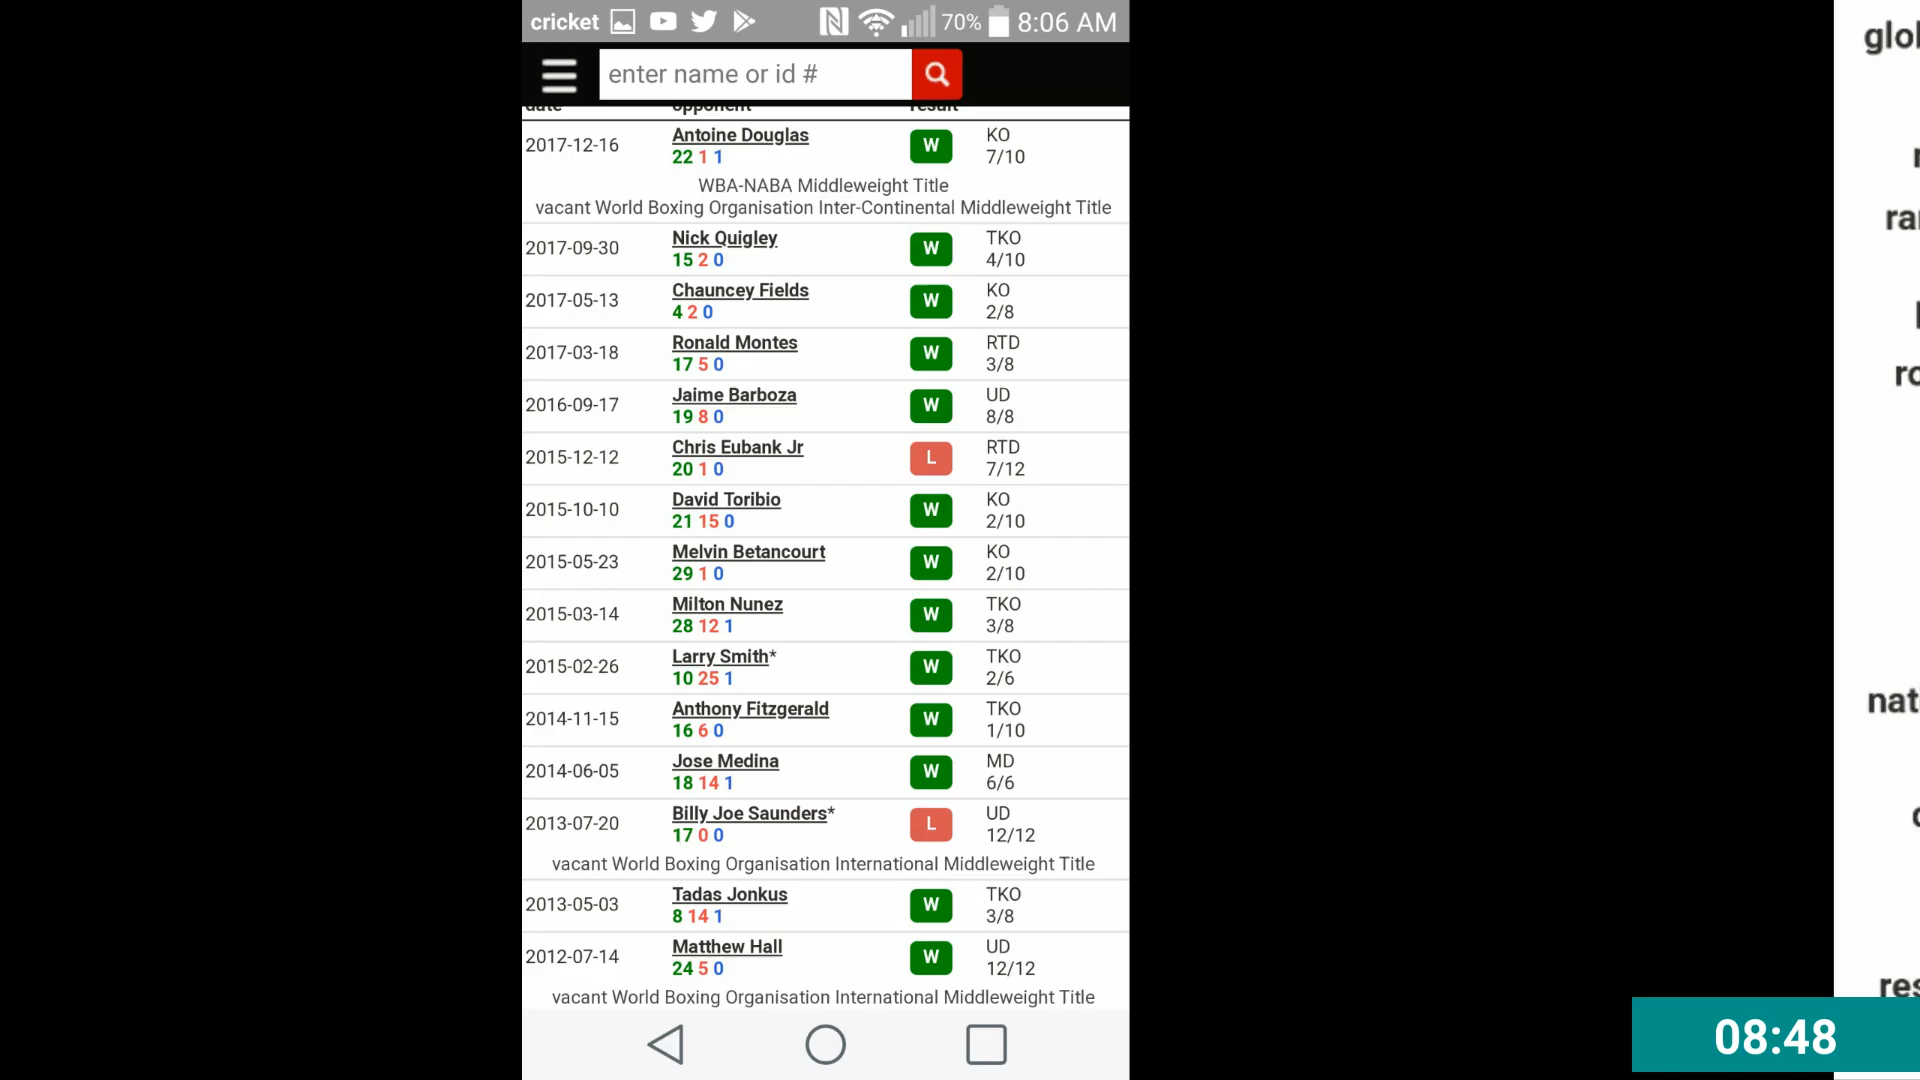 cricket 70% 8:06 AM
enter name or id #
date opponent result
2017-12-16 Antoine Douglas W KO
22 1 1 7/10
WBA-NABA Middleweight Title
vacant World Boxing Organisation Inter-Continental Middleweight Title
2017-09-30 Nick Quigley W TKO
15 2 0 4/10
2017-05-13 Chauncey Fields W KO
4 2 0 2/8
2017-03-18 Ronald Montes W RTD
17 5 0 3/8
2016-09-17 Jaime Barboza W UD
19 8 0 8/8
2015-12-12 Chris Eubank Jr L RTD
20 1 0 7/12
2015-10-10 David Toribio W KO
21 15 0 2/10
2015-05-23 Melvin Betancourt W KO
29 1 0 2/10
2015-03-14 Milton Nunez W TKO
28 12 1 3/8
2015-02-26 Larry Smith* W TKO
10 25 1 2/6
2014-11-15 Anthony Fitzgerald W TKO
16 6 0 1/10
2014-06-05 Jose Medina W MD
18 14 1 6/6
2013-07-20 Billy Joe Saunders* L UD
17 0 0 12/12
vacant World Boxing Organisation International Middleweight Title
2013-05-03 Tadas Jonkus W TKO
8 14 1 3/8
2012-07-14 Matthew Hall W UD
24 5 0 12/12
vacant World Boxing Organisation International Middleweight Title
ra
ro
nat
res
08:48